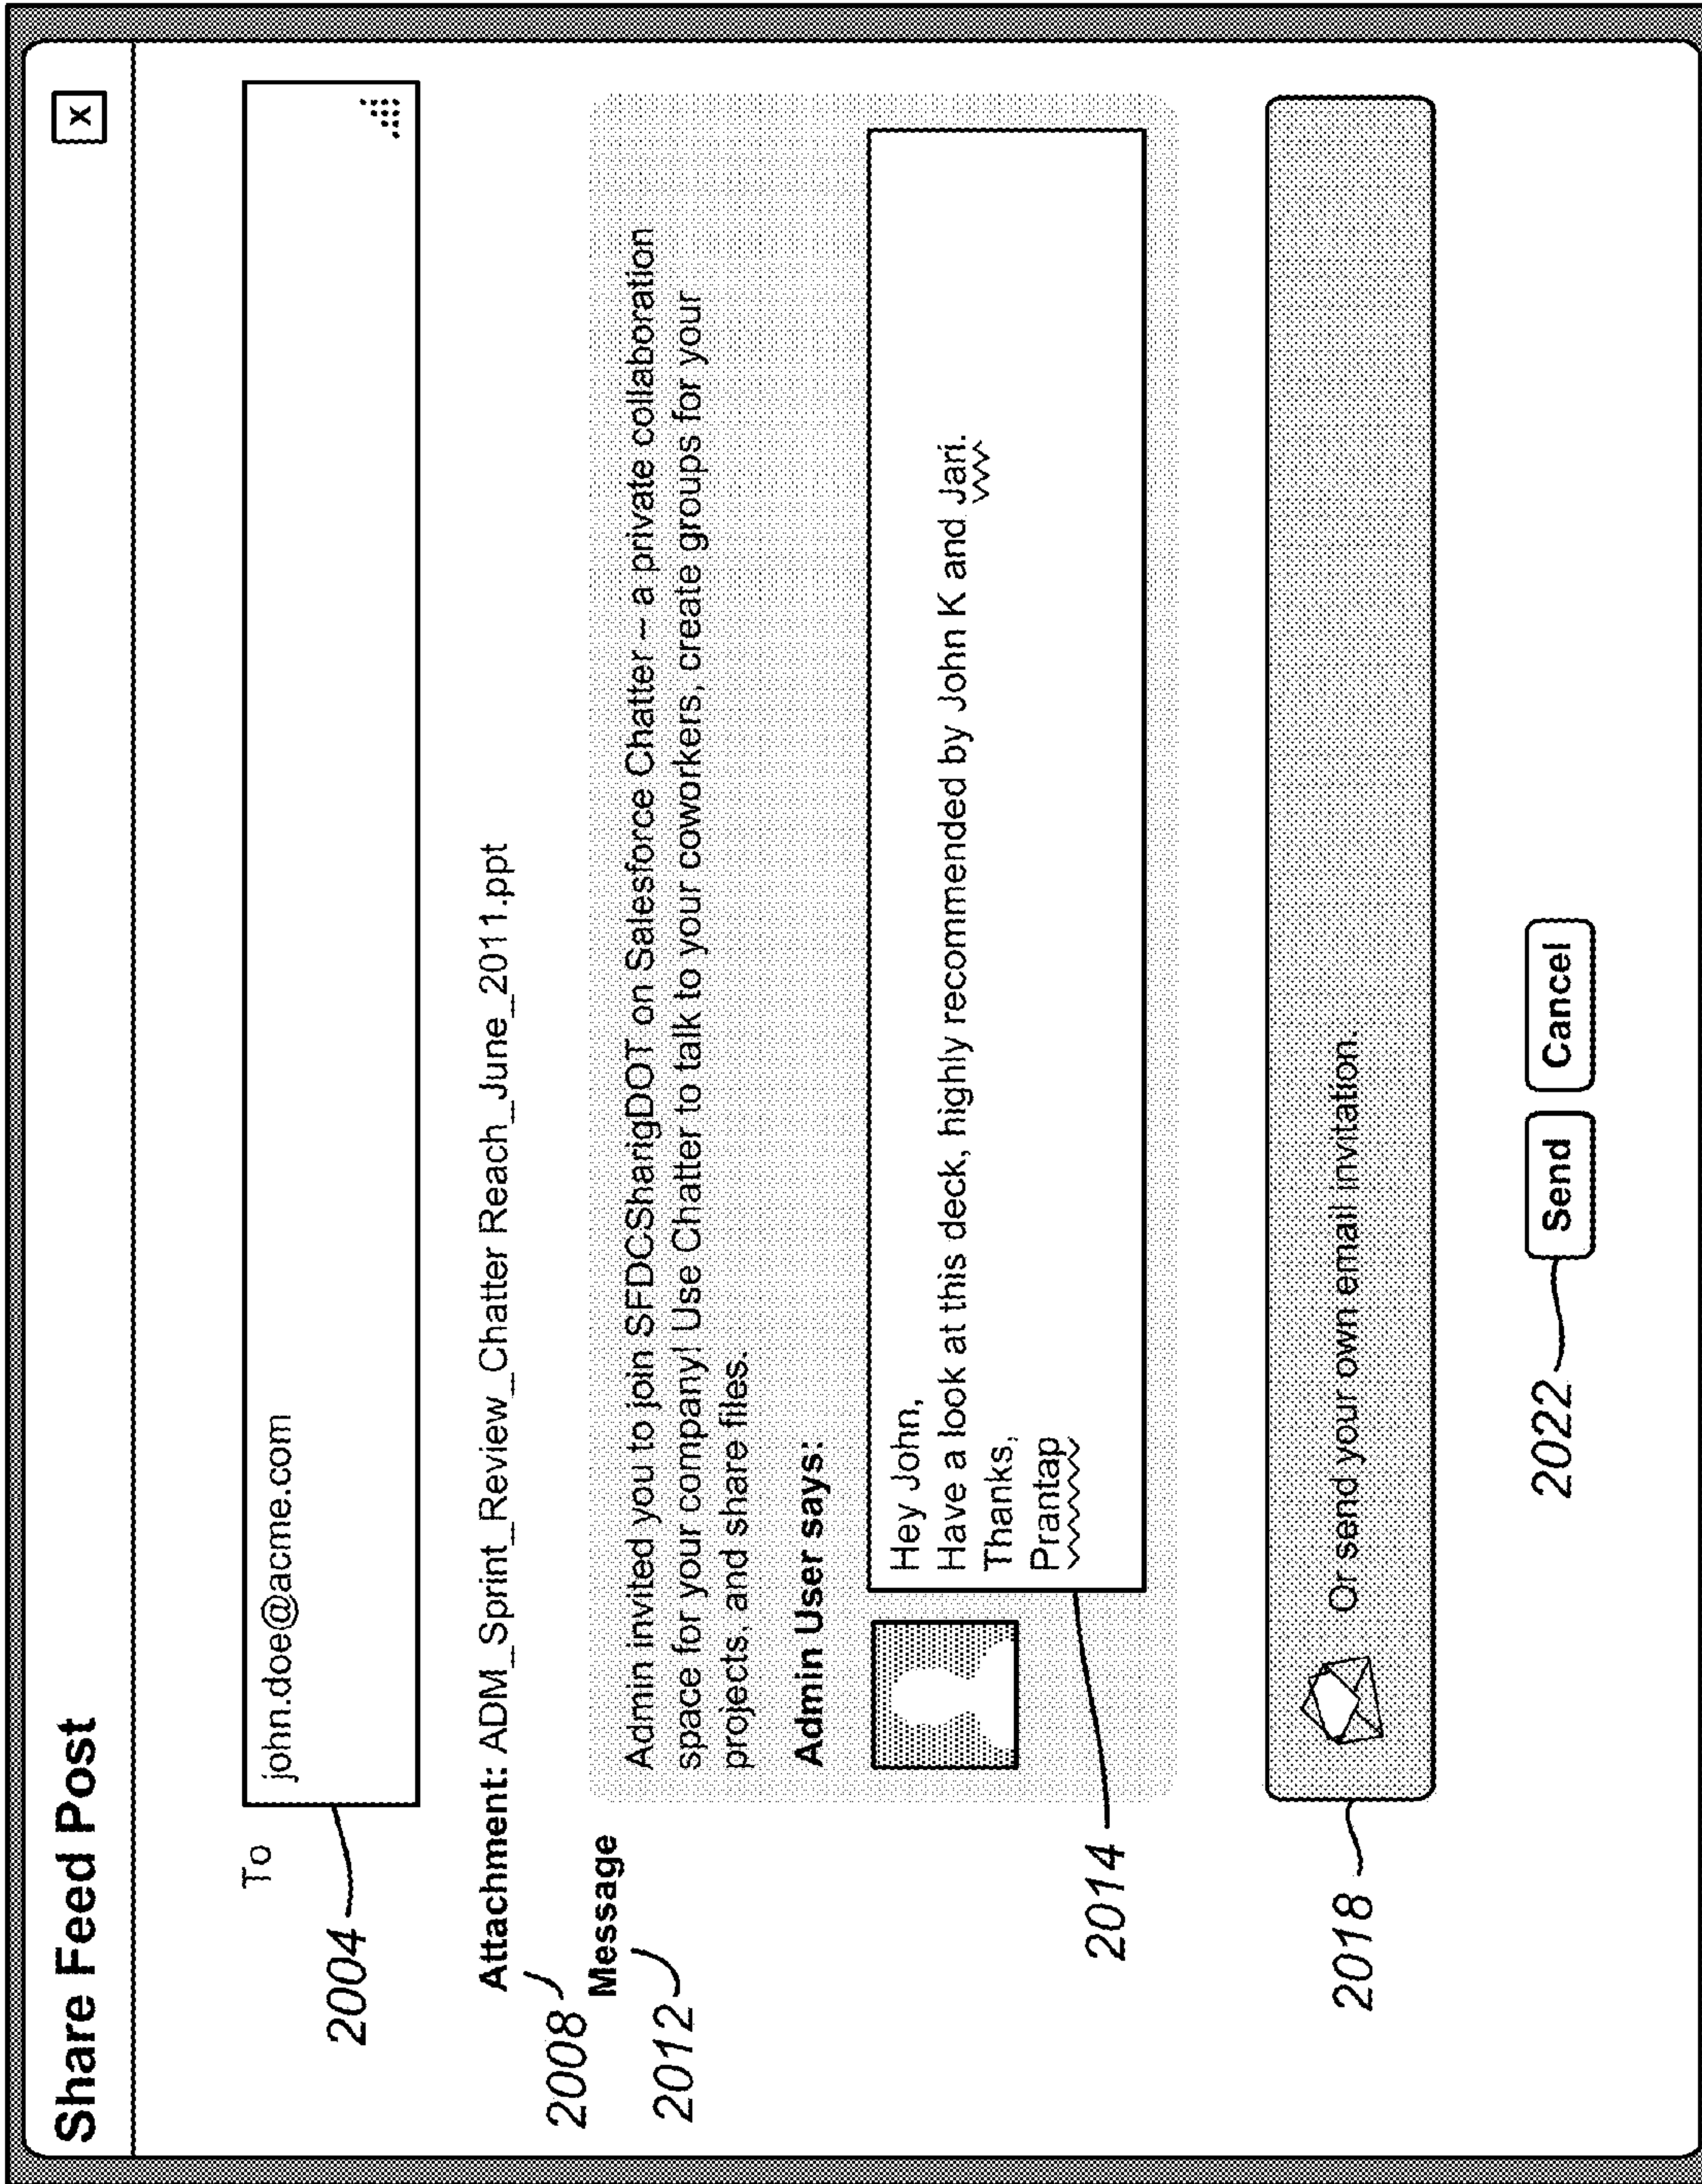 Share Feed Post
x
To
john.doe@acme.com
2004
Attachment: ADM_Sprint_Review_Chatter Reach_June_2011.ppt
2008
Message
2012
Admin invited you to join SFDCSharigDOT on Salesforce Chatter – a private collaboration
space for your company! Use Chatter to talk to your coworkers, create groups for your
projects, and share files.
Admin User says:
Hey John,
Have a look at this deck, highly recommended by John K and Jari.
Thanks,
Prantap
2014
Or send your own email invitation.
2018
Send
Cancel
2022